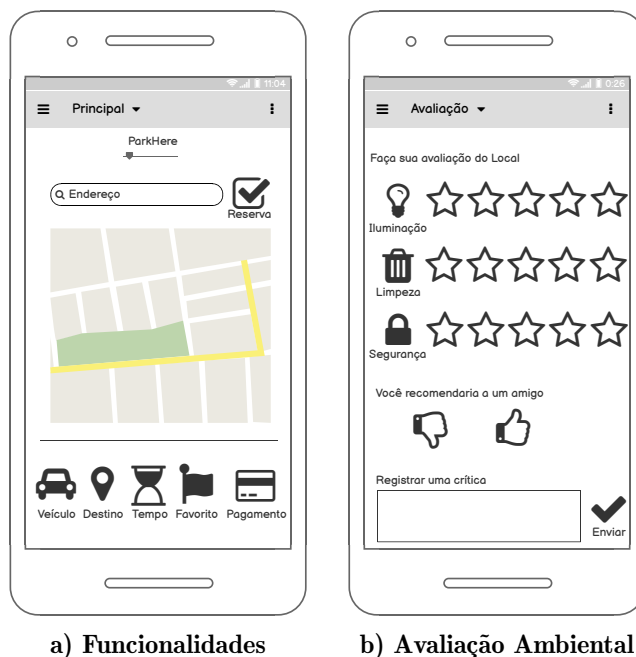 11:04
Principal
ParkHere
Endereço
Reserva
Veículo Destino Tempo Favorito Pagamento
a) Funcionalidades
0:26
Avaliação
Faça sua avaliação do Local
Iluminação
Limpeza
Segurança
Você recomendaria a um amigo
Registrar uma crítica
Enviar
b) Avaliação Ambiental